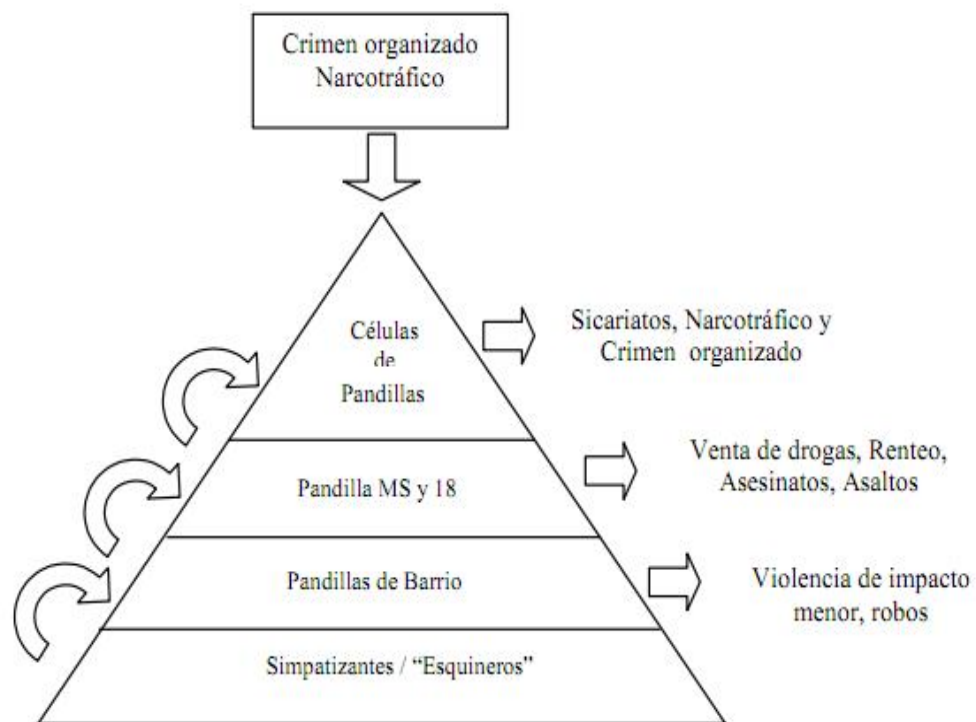 Crimen organizado
Narcotráfico
Células
de
Pandillas
Sicariatos, Narcotráfico y
Crimen organizado
Pandilla MS y 18
Venta de drogas, Renteo,
Asesinatos, Asaltos
Pandillas de Barrio
Violencia de impacto
menor, robos
Simpatizantes / “Esquineros”